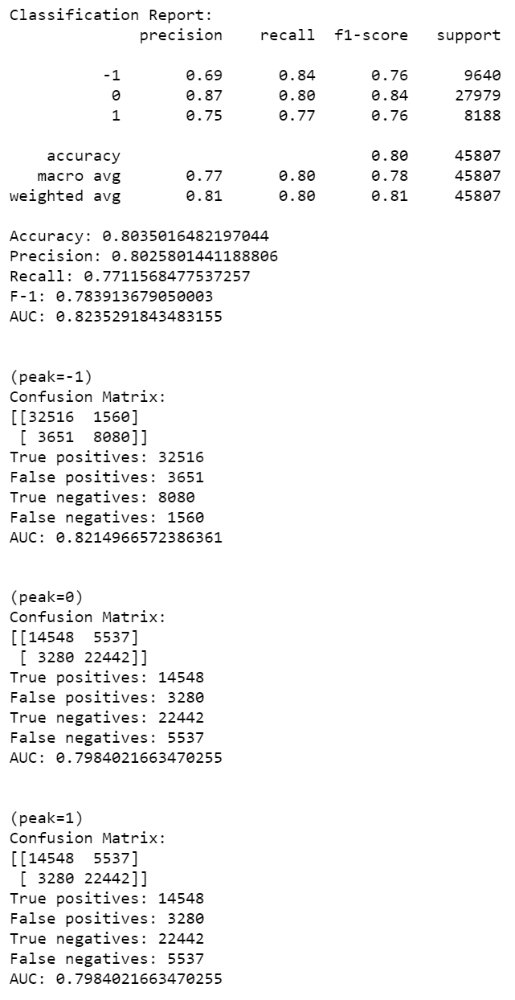 Classification Report:
precision recall f1-score support
-1 0.69 0.84 0.76 9640
0 0.87 0.80 0.84 27979
1 0.75 0.77 0.76 8188
accuracy 0.80 45807
macro avg 0.77 0.80 0.78 45807
weighted avg 0.81 0.80 0.81 45807
Accuracy: 0.8035016482197044
Precision: 0.8025801441188806
Recall: 0.7711568477537257
F-1: 0.783913679050003
AUC: 0.8235291843483155
(peak=-1)
Confusion Matrix:
[[32516 1560]
[ 3651 8080]]
True positives: 32516
False positives: 3651
True negatives: 8080
False negatives: 1560
AUC: 0.8214966572386361
(peak=0)
Confusion Matrix:
[[14548 5537]
[ 3280 22442]]
True positives: 14548
False positives: 3280
True negatives: 22442
False negatives: 5537
AUC: 0.7984021663470255
(peak=1)
Confusion Matrix:
[[14548 5537]
[ 3280 22442]]
True positives: 14548
False positives: 3280
True negatives: 22442
False negatives: 5537
AUC: 0.7984021663470255